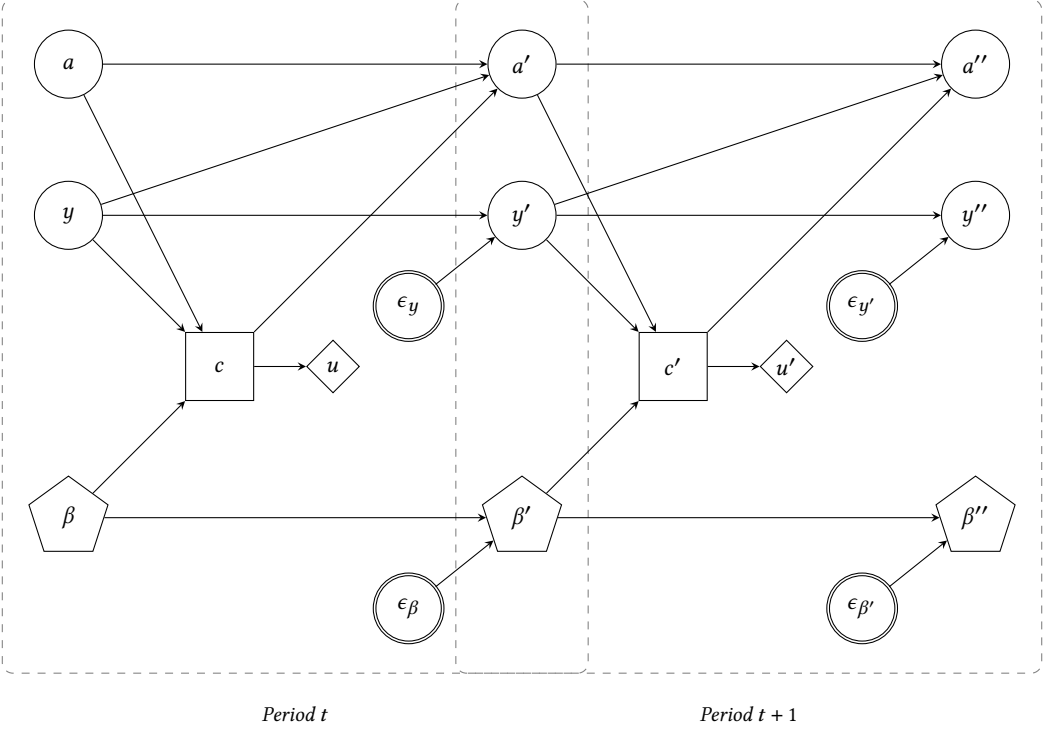 a a′ a′′
y y′ y′′
ϵy ϵy′
c u c′ u′
β β′ β′′
ϵβ ϵβ′
Period t Period t + 1